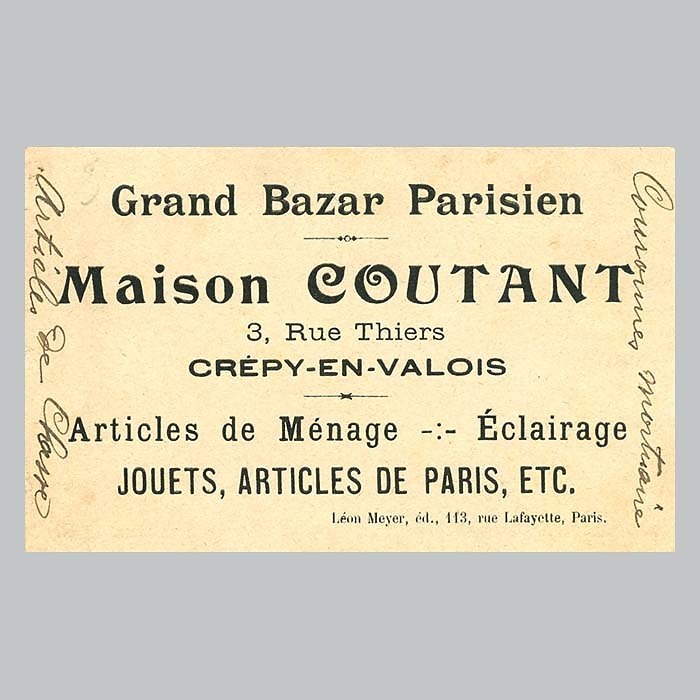 Grand Bazar Parisien
Maison COUTANT
3, Rue Thiers
CRÉPY-EN-VALOIS
Articles de Ménage -:- Éclairage
JOUETS, ARTICLES DE PARIS, ETC.
Léon Meyer, éd., 113, rue Lafayette, Paris.
Articles de Chasse
Couronnes Mortuaire